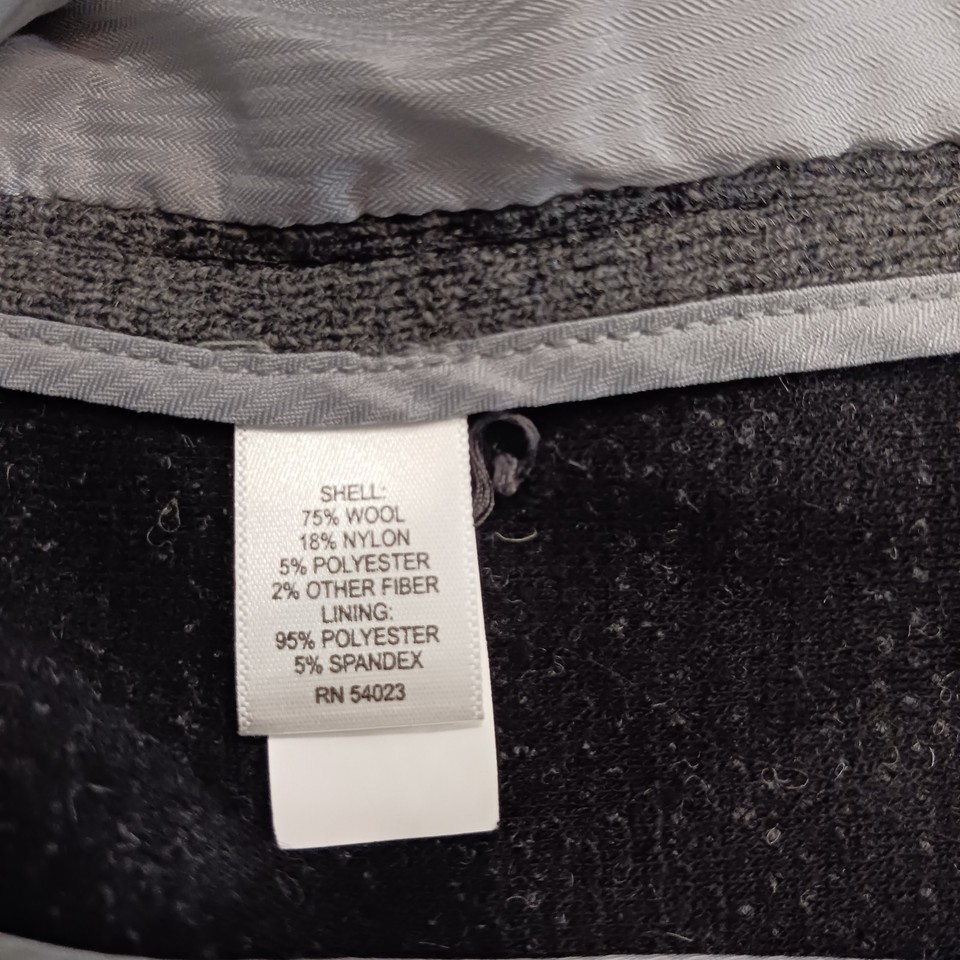 SHELL:
75% WOOL
18% NYLON
5% POLYESTER
2% OTHER FIBER
LINING:
95% POLYESTER
5% SPANDEX
RN 54023